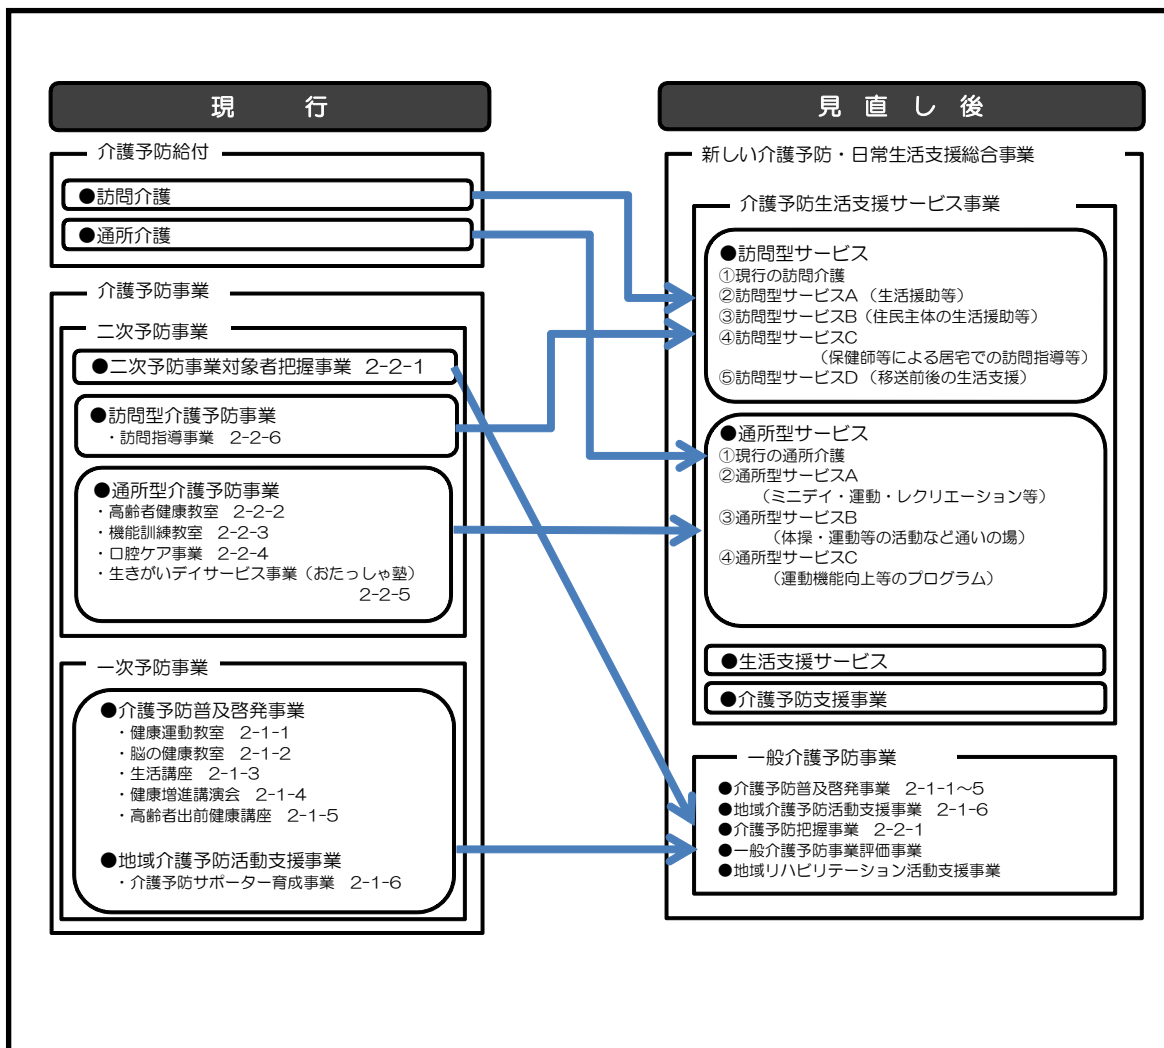 現　行
介護予防給付
●訪問介護
●通所介護
介護予防事業
二次予防事業
●二次予防事業対象者把握事業 2-2-1
●訪問型介護予防事業
・訪問指導事業 2-2-6
●通所型介護予防事業
・高齢者健康教室 2-2-2
・機能訓練教室 2-2-3
・口腔ケア事業 2-2-4
・生きがいデイサービス事業（おたっしゃ塾）
2-2-5
一次予防事業
●介護予防普及啓発事業
・健康運動教室 2-1-1
・脳の健康教室 2-1-2
・生活講座 2-1-3
・健康増進講演会 2-1-4
・高齢者出前健康講座 2-1-5
●地域介護予防活動支援事業
・介護予防サポーター育成事業 2-1-6
見 直 し 後
新しい介護予防・日常生活支援総合事業
介護予防生活支援サービス事業
●訪問型サービス
①現行の訪問介護
②訪問型サービスA（生活援助等）
③訪問型サービスB（住民主体の生活援助等）
④訪問型サービスC
（保健師等による居宅での訪問指導等）
⑤訪問型サービスD（移送前後の生活支援）
●通所型サービス
①現行の通所介護
②通所型サービスA
（ミニデイ・運動・レクリエーション等）
③通所型サービスB
（体操・運動等の活動など通いの場）
④通所型サービスC
（運動機能向上等のプログラム）
●生活支援サービス
●介護予防支援事業
一般介護予防事業
●介護予防普及啓発事業 2-1-1～5
●地域介護予防活動支援事業 2-1-6
●介護予防把握事業 2-2-1
●一般介護予防事業評価事業
●地域リハビリテーション活動支援事業